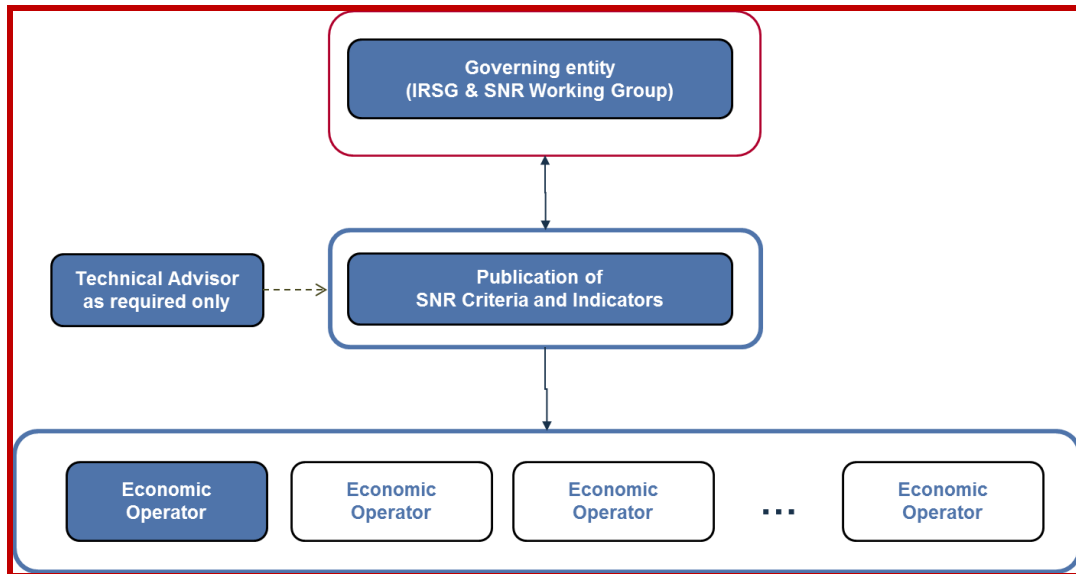 Governing entity
(IRSG & SNR Working Group)
Technical Advisor
as required only
Publication of
SNR Criteria and Indicators
Economic
Operator
Economic
Operator
Economic
Operator
...
Economic
Operator